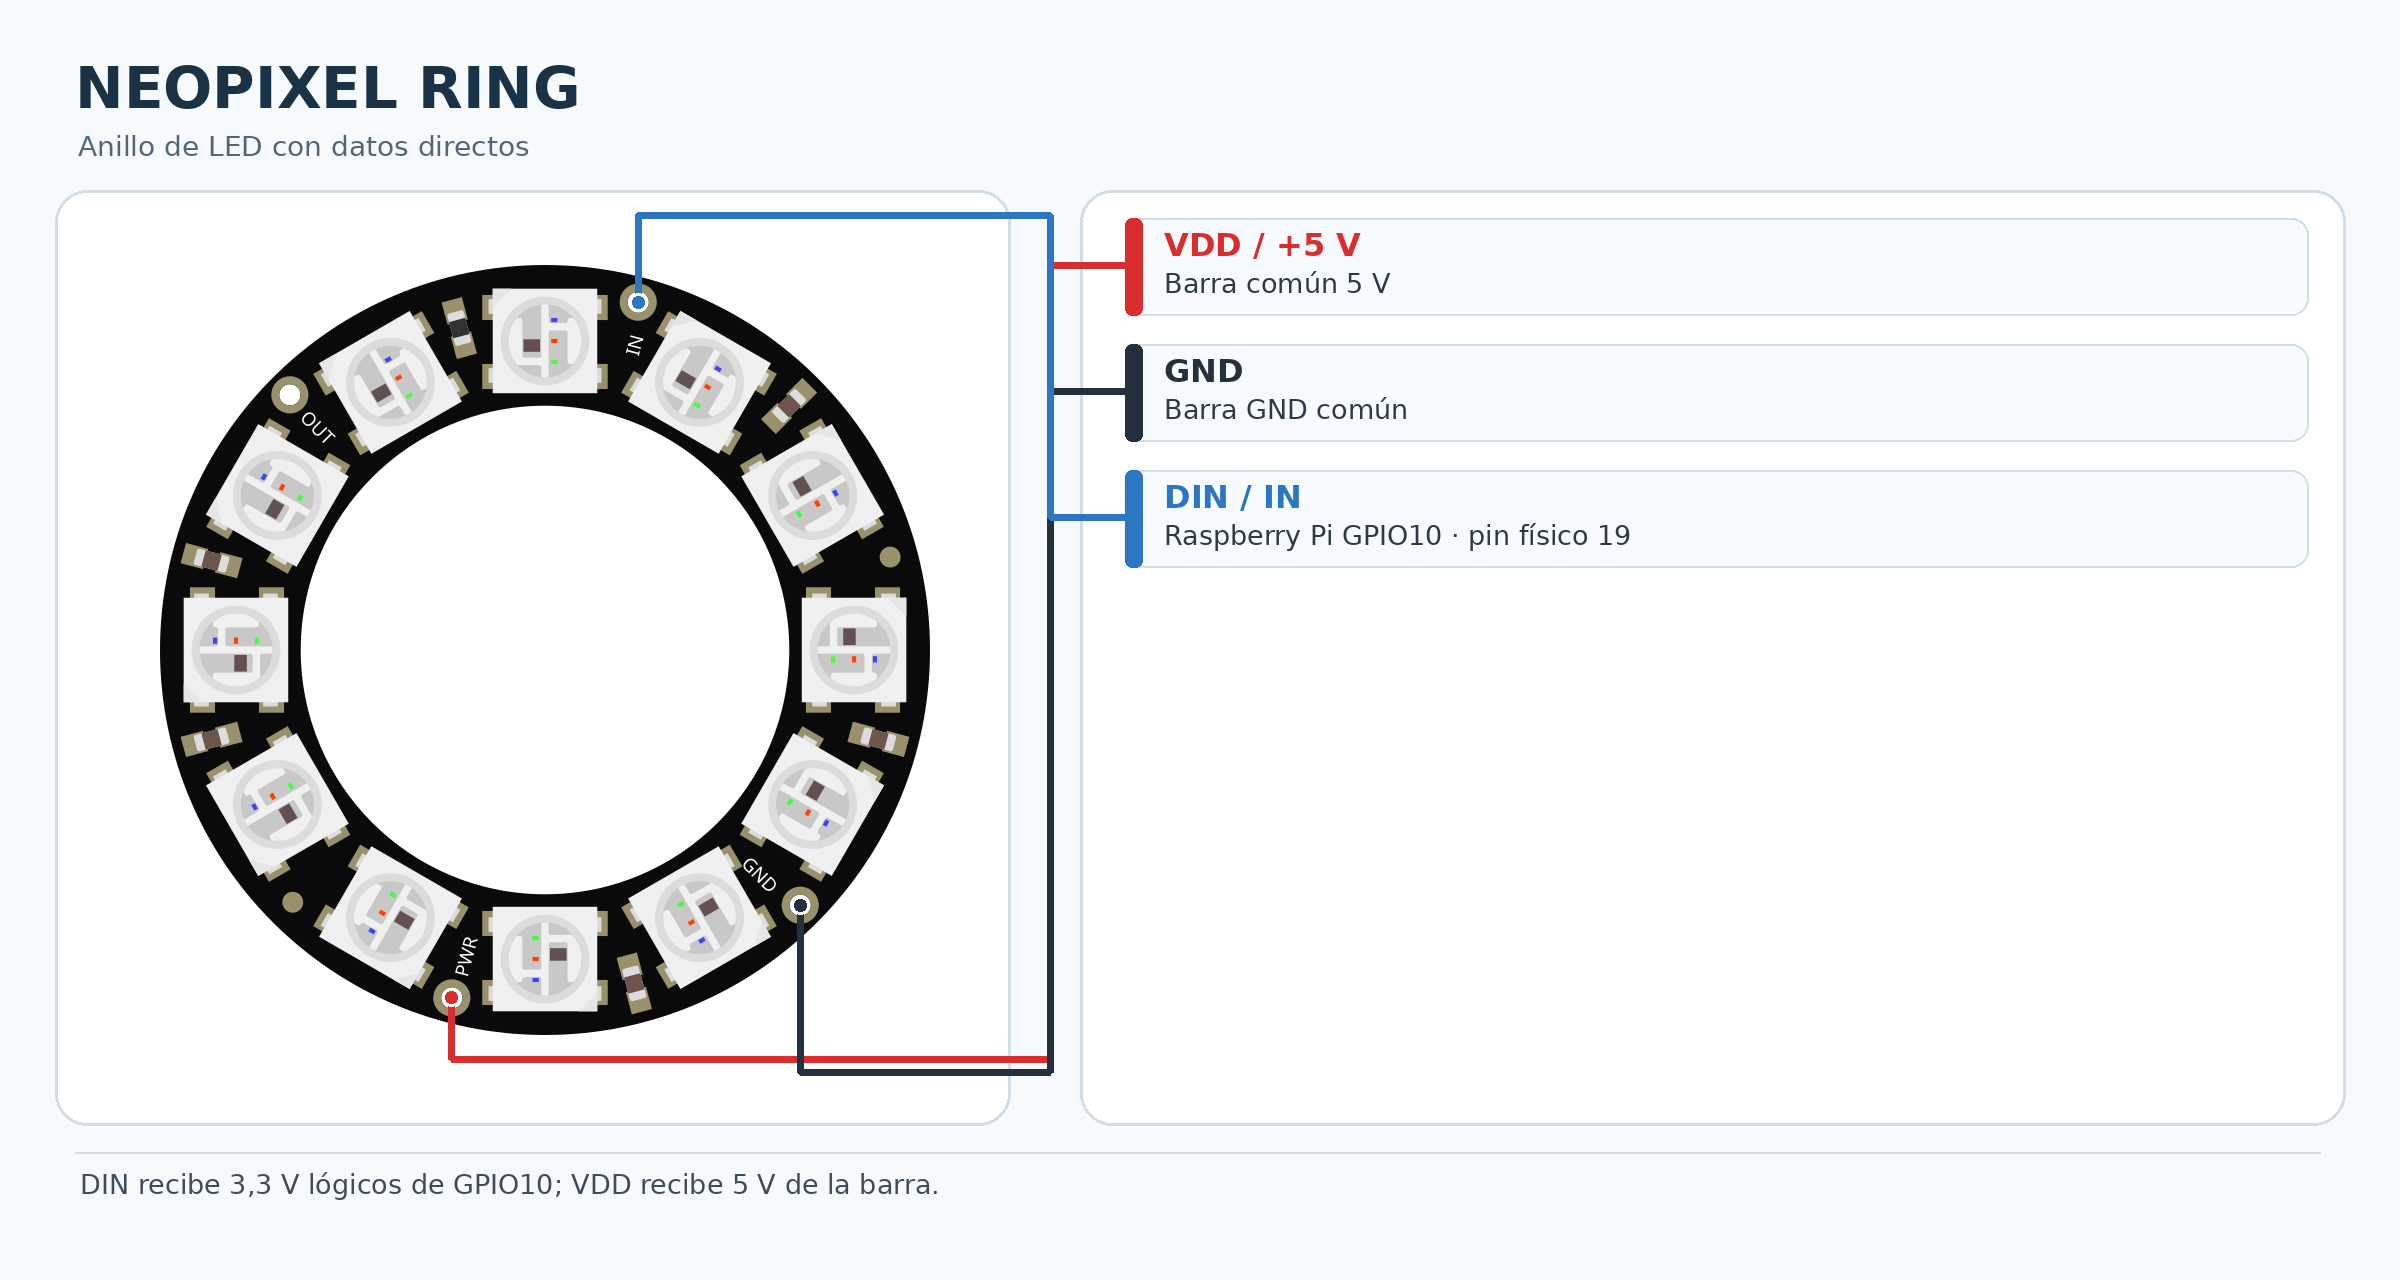 NEOPIXEL RING
Anillo de LED con datos directos
IN
OUT
GND
PWR
VDD / +5 V
Barra común 5 V
GND
Barra GND común
DIN / IN
Raspberry Pi GPIO10 · pin físico 19
DIN recibe 3,3 V lógicos de GPIO10; VDD recibe 5 V de la barra.